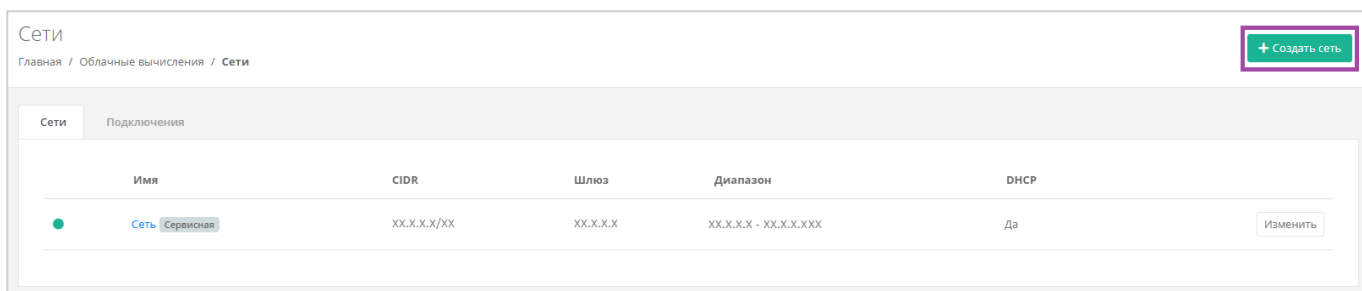 Сети
Главная / Облачные вычисления / Сети
+ Создать сеть
Сети Подключения
Имя CIDR Шлюз Диапазон DHCP
Сеть Сервисная XX.X.X.X/XX XX.X.X.X XX.X.X.X - XX.X.X.XXX Да Изменить